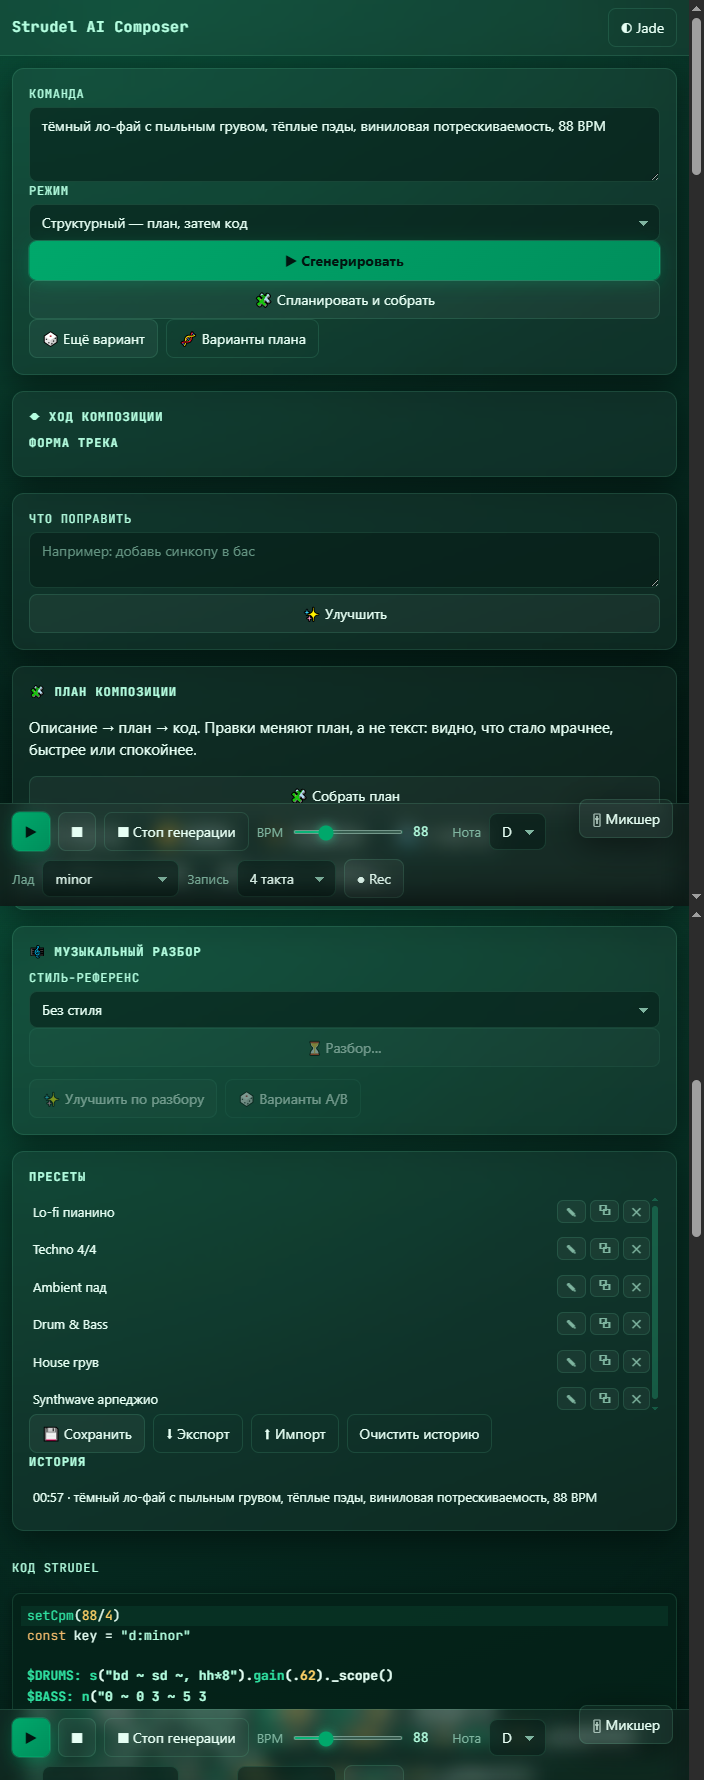 Strudel AI Composer
Jade
КОМАНДА
тёмный ло-фай с пыльным грувом, тёплые пэды, виниловая потрескиваемость, 88 BPM
РЕЖИМ
Структурный — план, затем код
▶ Сгенерировать
Спланировать и собрать
Ещё вариант
Варианты плана
ХОД КОМПОЗИЦИИ
ФОРМА ТРЕКА
ЧТО ПОПРАВИТЬ
Например: добавь синкопу в бас
Улучшить
ПЛАН КОМПОЗИЦИИ
Описание → план → код. Правки меняют план, а не текст: видно, что стало мрачнее,
быстрее или спокойнее.
Собрать план
Стоп генерации
BPM
88
Нота
D
Микшер
Лад
minor
Запись
4 такта
● Rec
МУЗЫКАЛЬНЫЙ РАЗБОР
СТИЛЬ-РЕФЕРЕНС
Без стиля
Разбор...
Улучшить по разбору
Варианты A/B
ПРЕСЕТЫ
Lo-fi пианино
Techno 4/4
Ambient пад
Drum & Bass
House грув
Synthwave арпеджио
Сохранить
⬇ Экспорт
⬆ Импорт
Очистить историю
ИСТОРИЯ
00:57 · тёмный ло-фай с пыльным грувом, тёплые пэды, виниловая потрескиваемость, 88 BPM
КОД STRUDEL
setCpm(88/4)
const key = "d:minor"
$DRUMS: s("bd ~ sd ~, hh*8").gain(.62)._scope()
$BASS: n("0 ~ 0 3 ~ 5 3
Стоп генерации
BPM
88
Нота
D
Микшер